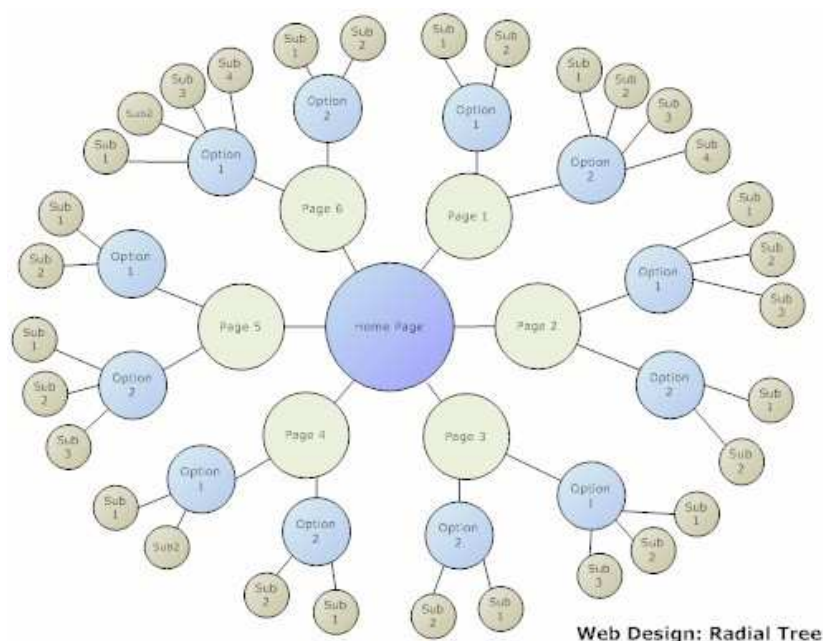 Home Page
Page 1
Option
1
Sub
1
Sub
2
Option
2
Sub
1
Sub
2
Sub
3
Sub
4
Page 2
Option
1
Sub
1
Sub
2
Sub
3
Option
2
Sub
1
Sub
2
Page 3
Option
1
Sub
1
Sub
2
Sub
3
Option
2
Sub
1
Sub
2
Page 4
Option
1
Sub
1
Sub2
Option
2
Sub
2
Sub
1
Page 5
Option
1
Sub
1
Sub
2
Option
2
Sub
1
Sub
2
Sub
3
Page 6
Option
1
Sub
1
Sub2
Sub
3
Sub
4
Option
2
Sub
1
Sub
2
Web Design: Radial Tree